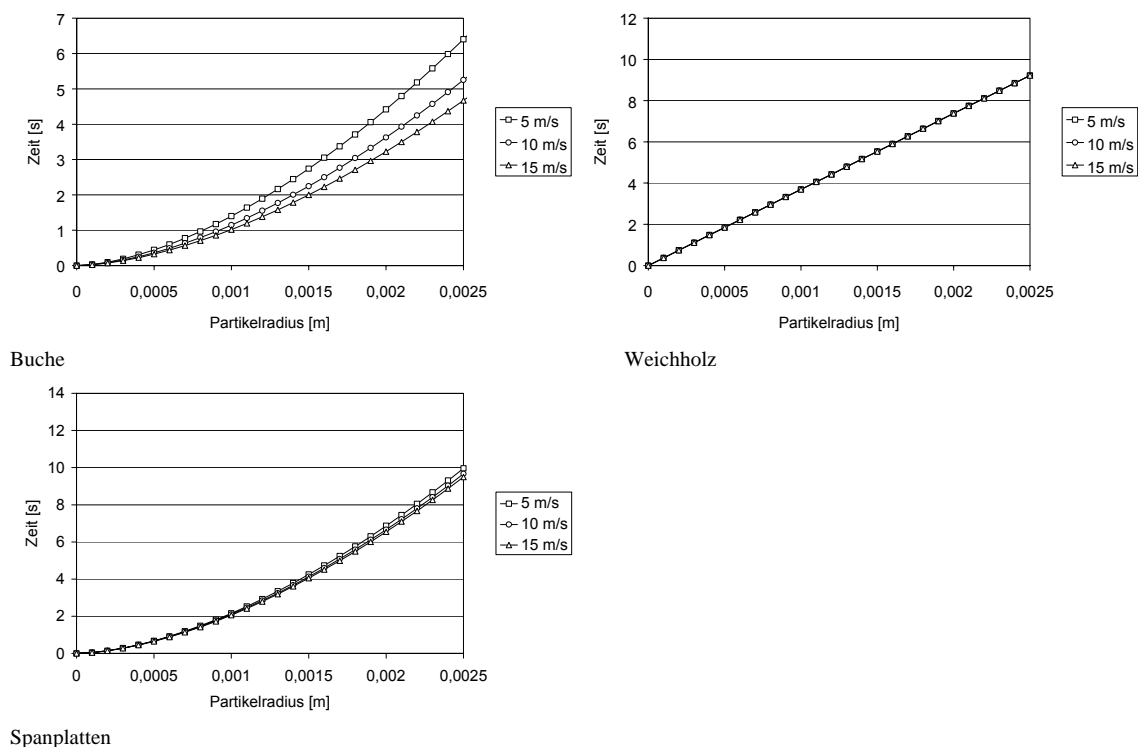 7
6
5
4
3
2
1
0
Zeit [s]
0 0,0005 0,001 0,0015 0,002 0,0025
Partikelradius [m]
5 m/s
10 m/s
15 m/s
Buche
12
10
8
6
4
2
0
Zeit [s]
0 0,0005 0,001 0,0015 0,002 0,0025
Partikelradius [m]
5 m/s
10 m/s
15 m/s
Weichholz
14
12
10
8
6
4
2
0
Zeit [s]
0 0,0005 0,001 0,0015 0,002 0,0025
Partikelradius [m]
5 m/s
10 m/s
15 m/s
Spanplatten